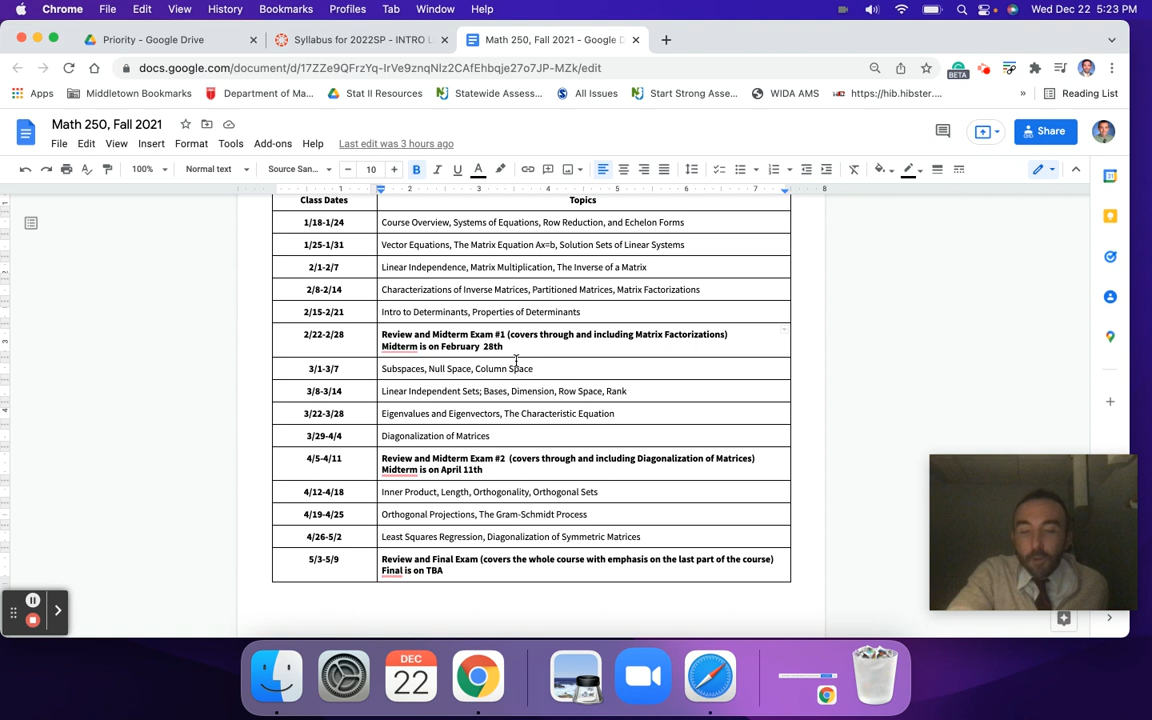 Chrome File Edit View History Bookmarks Profiles Tab Window Help Wed Dec 22 5:23 PM
Priority - Google Drive Syllabus for 2022SP - INTRO L Math 250, Fall 2021 - Google D
docs.google.com/document/d/17ZZe9QFrzYq-IrVe9znqNlz2CAfEhbqje27o7JP-MZk/edit
BETA
Apps Middletown Bookmarks Department of Ma... Stat II Resources Statewide Assess... All Issues Start Strong Asse... WIDA AMS https://hib.hibster.... » Reading List
Math 250, Fall 2021
File Edit View Insert Format Tools Add-ons Help Last edit was 3 hours ago
Share
100% Normal text Source San... 10 B I U A
1 2 3 4 5 6 7 8
Class Dates Topics
1/18-1/24 Course Overview, Systems of Equations, Row Reduction, and Echelon Forms
1/25-1/31 Vector Equations, The Matrix Equation Ax=b, Solution Sets of Linear Systems
2/1-2/7 Linear Independence, Matrix Multiplication, The Inverse of a Matrix
2/8-2/14 Characterizations of Inverse Matrices, Partitioned Matrices, Matrix Factorizations
2/15-2/21 Intro to Determinants, Properties of Determinants
2/22-2/28 Review and Midterm Exam #1 (covers through and including Matrix Factorizations)
Midterm is on February 28th
3/1-3/7 Subspaces, Null Space, Column Space
3/8-3/14 Linear Independent Sets; Bases, Dimension, Row Space, Rank
3/22-3/28 Eigenvalues and Eigenvectors, The Characteristic Equation
3/29-4/4 Diagonalization of Matrices
4/5-4/11 Review and Midterm Exam #2 (covers through and including Diagonalization of Matrices)
Midterm is on April 11th
4/12-4/18 Inner Product, Length, Orthogonality, Orthogonal Sets
4/19-4/25 Orthogonal Projections, The Gram-Schmidt Process
4/26-5/2 Least Squares Regression, Diagonalization of Symmetric Matrices
5/3-5/9 Review and Final Exam (covers the whole course with emphasis on the last part of the course)
Final is on TBA
DEC
22